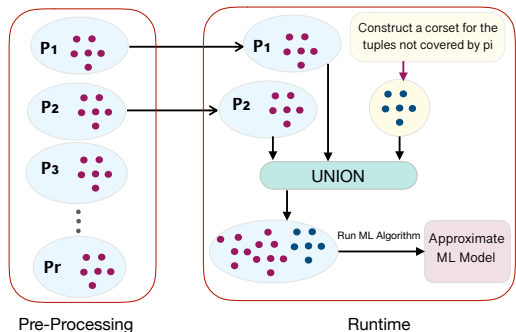 P1
P2
P3
Pr
P1
P2
Construct a corset for the
tuples not covered by pi
UNION
Run ML Algorithm
Approximate
ML Model
Pre-Processing
Runtime